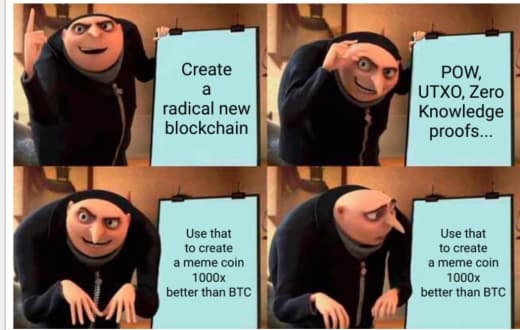 Create
a
radical new
blockchain
POW,
UTXO, Zero
Knowledge
proofs...
Use that
to create
a meme coin
1000x
better than BTC
Use that
to create
a meme coin
1000x
better than BTC